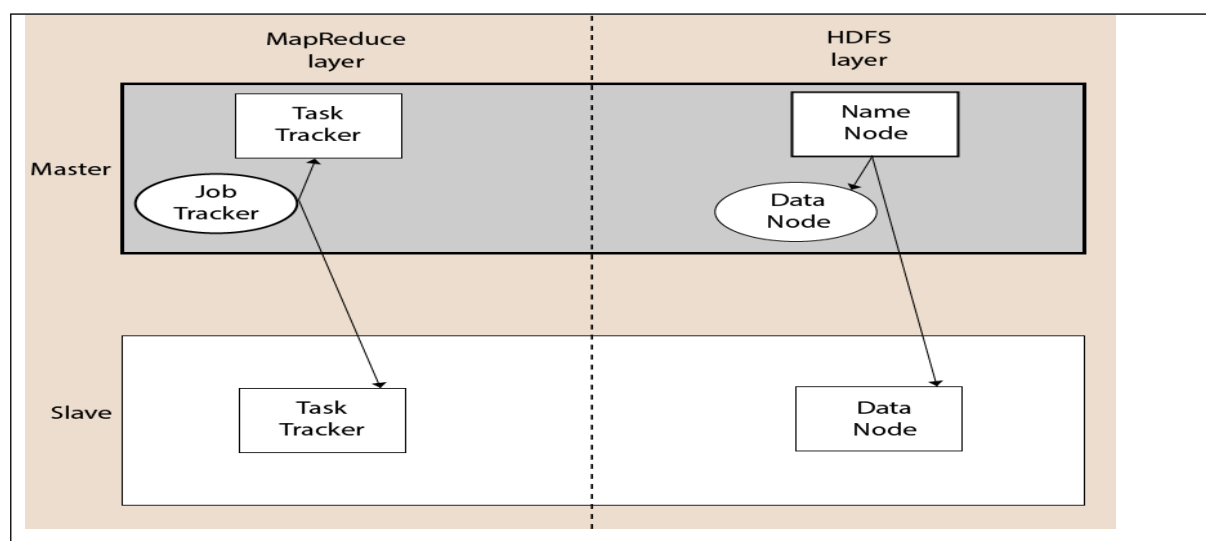 MapReduce
layer
HDFS
layer
Master
Task
Tracker
Job
Tracker
Name
Node
Data
Node
Slave
Task
Tracker
Data
Node